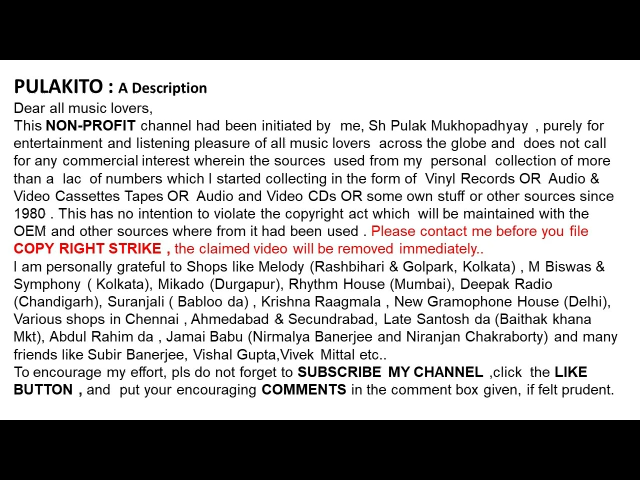 PULAKITO : A Description
Dear all music lovers,
This NON-PROFIT channel had been initiated by me, Sh Pulak Mukhopadhyay , purely for
entertainment and listening pleasure of all music lovers across the globe and does not call
for any commercial interest wherein the sources used from my personal collection of more
than a lac of numbers which I started collecting in the form of Vinyl Records OR Audio &
Video Cassettes Tapes OR Audio and Video CDs OR some own stuff or other sources since
1980 . This has no intention to violate the copyright act which will be maintained with the
OEM and other sources where from it had been used . Please contact me before you file
COPY RIGHT STRIKE , the claimed video will be removed immediately..
I am personally grateful to Shops like Melody (Rashbihari & Golpark, Kolkata) , M Biswas &
Symphony ( Kolkata), Mikado (Durgapur), Rhythm House (Mumbai), Deepak Radio
(Chandigarh), Suranjali ( Babloo da) , Krishna Raagmala , New Gramophone House (Delhi),
Various shops in Chennai , Ahmedabad & Secundrabad, Late Santosh da (Baithak khana
Mkt), Abdul Rahim da , Jamai Babu (Nirmalya Banerjee and Niranjan Chakraborty) and many
friends like Subir Banerjee, Vishal Gupta,Vivek Mittal etc..
To encourage my effort, pls do not forget to SUBSCRIBE MY CHANNEL ,click the LIKE
BUTTON , and put your encouraging COMMENTS in the comment box given, if felt prudent.